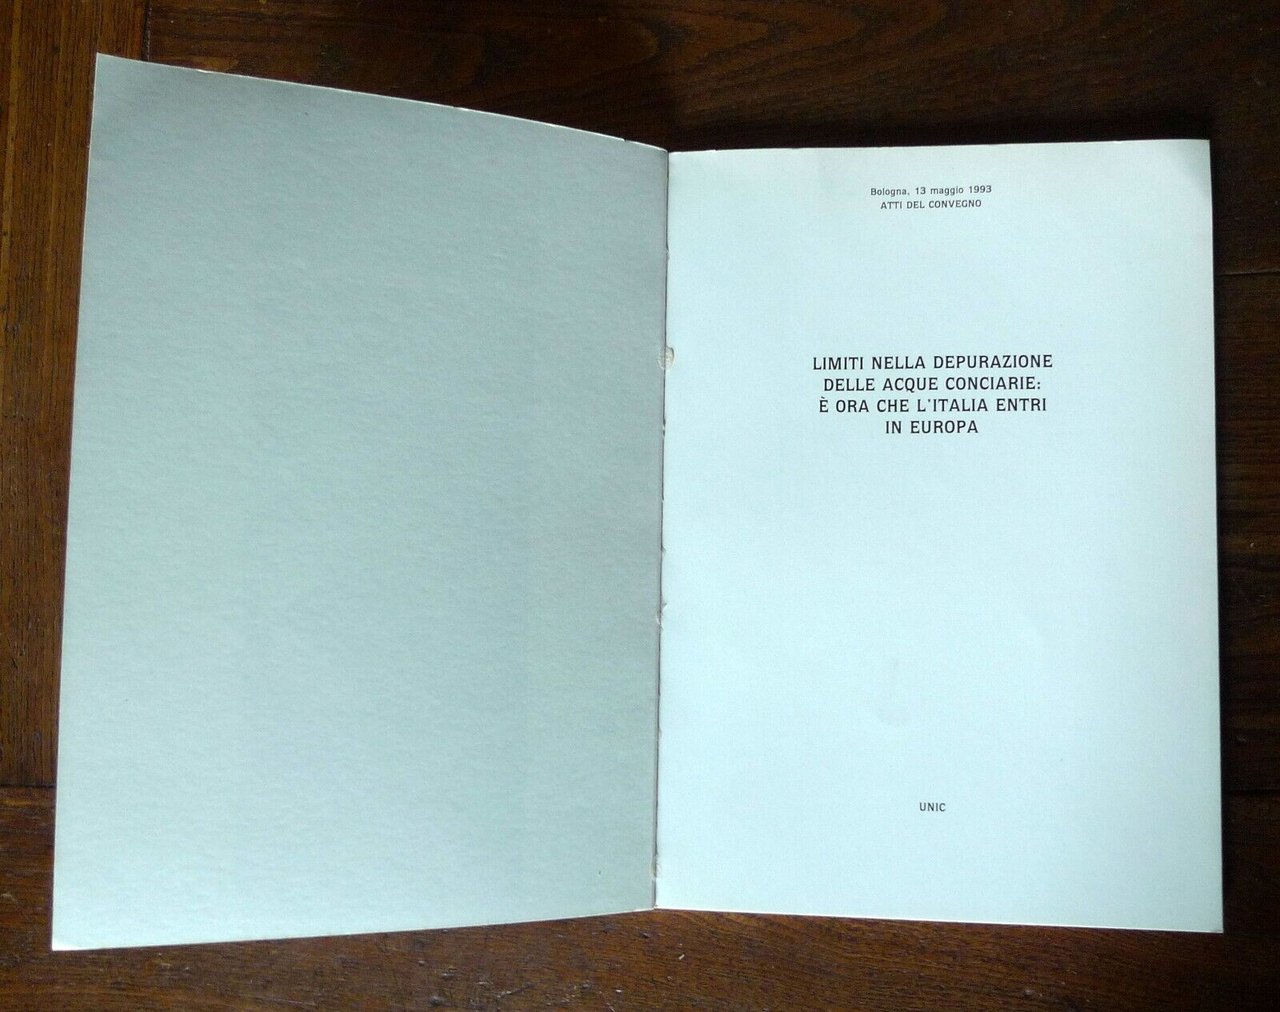 Bologna, 13 maggio 1993
ATTI DEL CONVEGNO
LIMITI NELLA DEPURAZIONE
DELLE ACQUE CONCIARIE:
È ORA CHE L'ITALIA ENTRI
IN EUROPA
UNIC